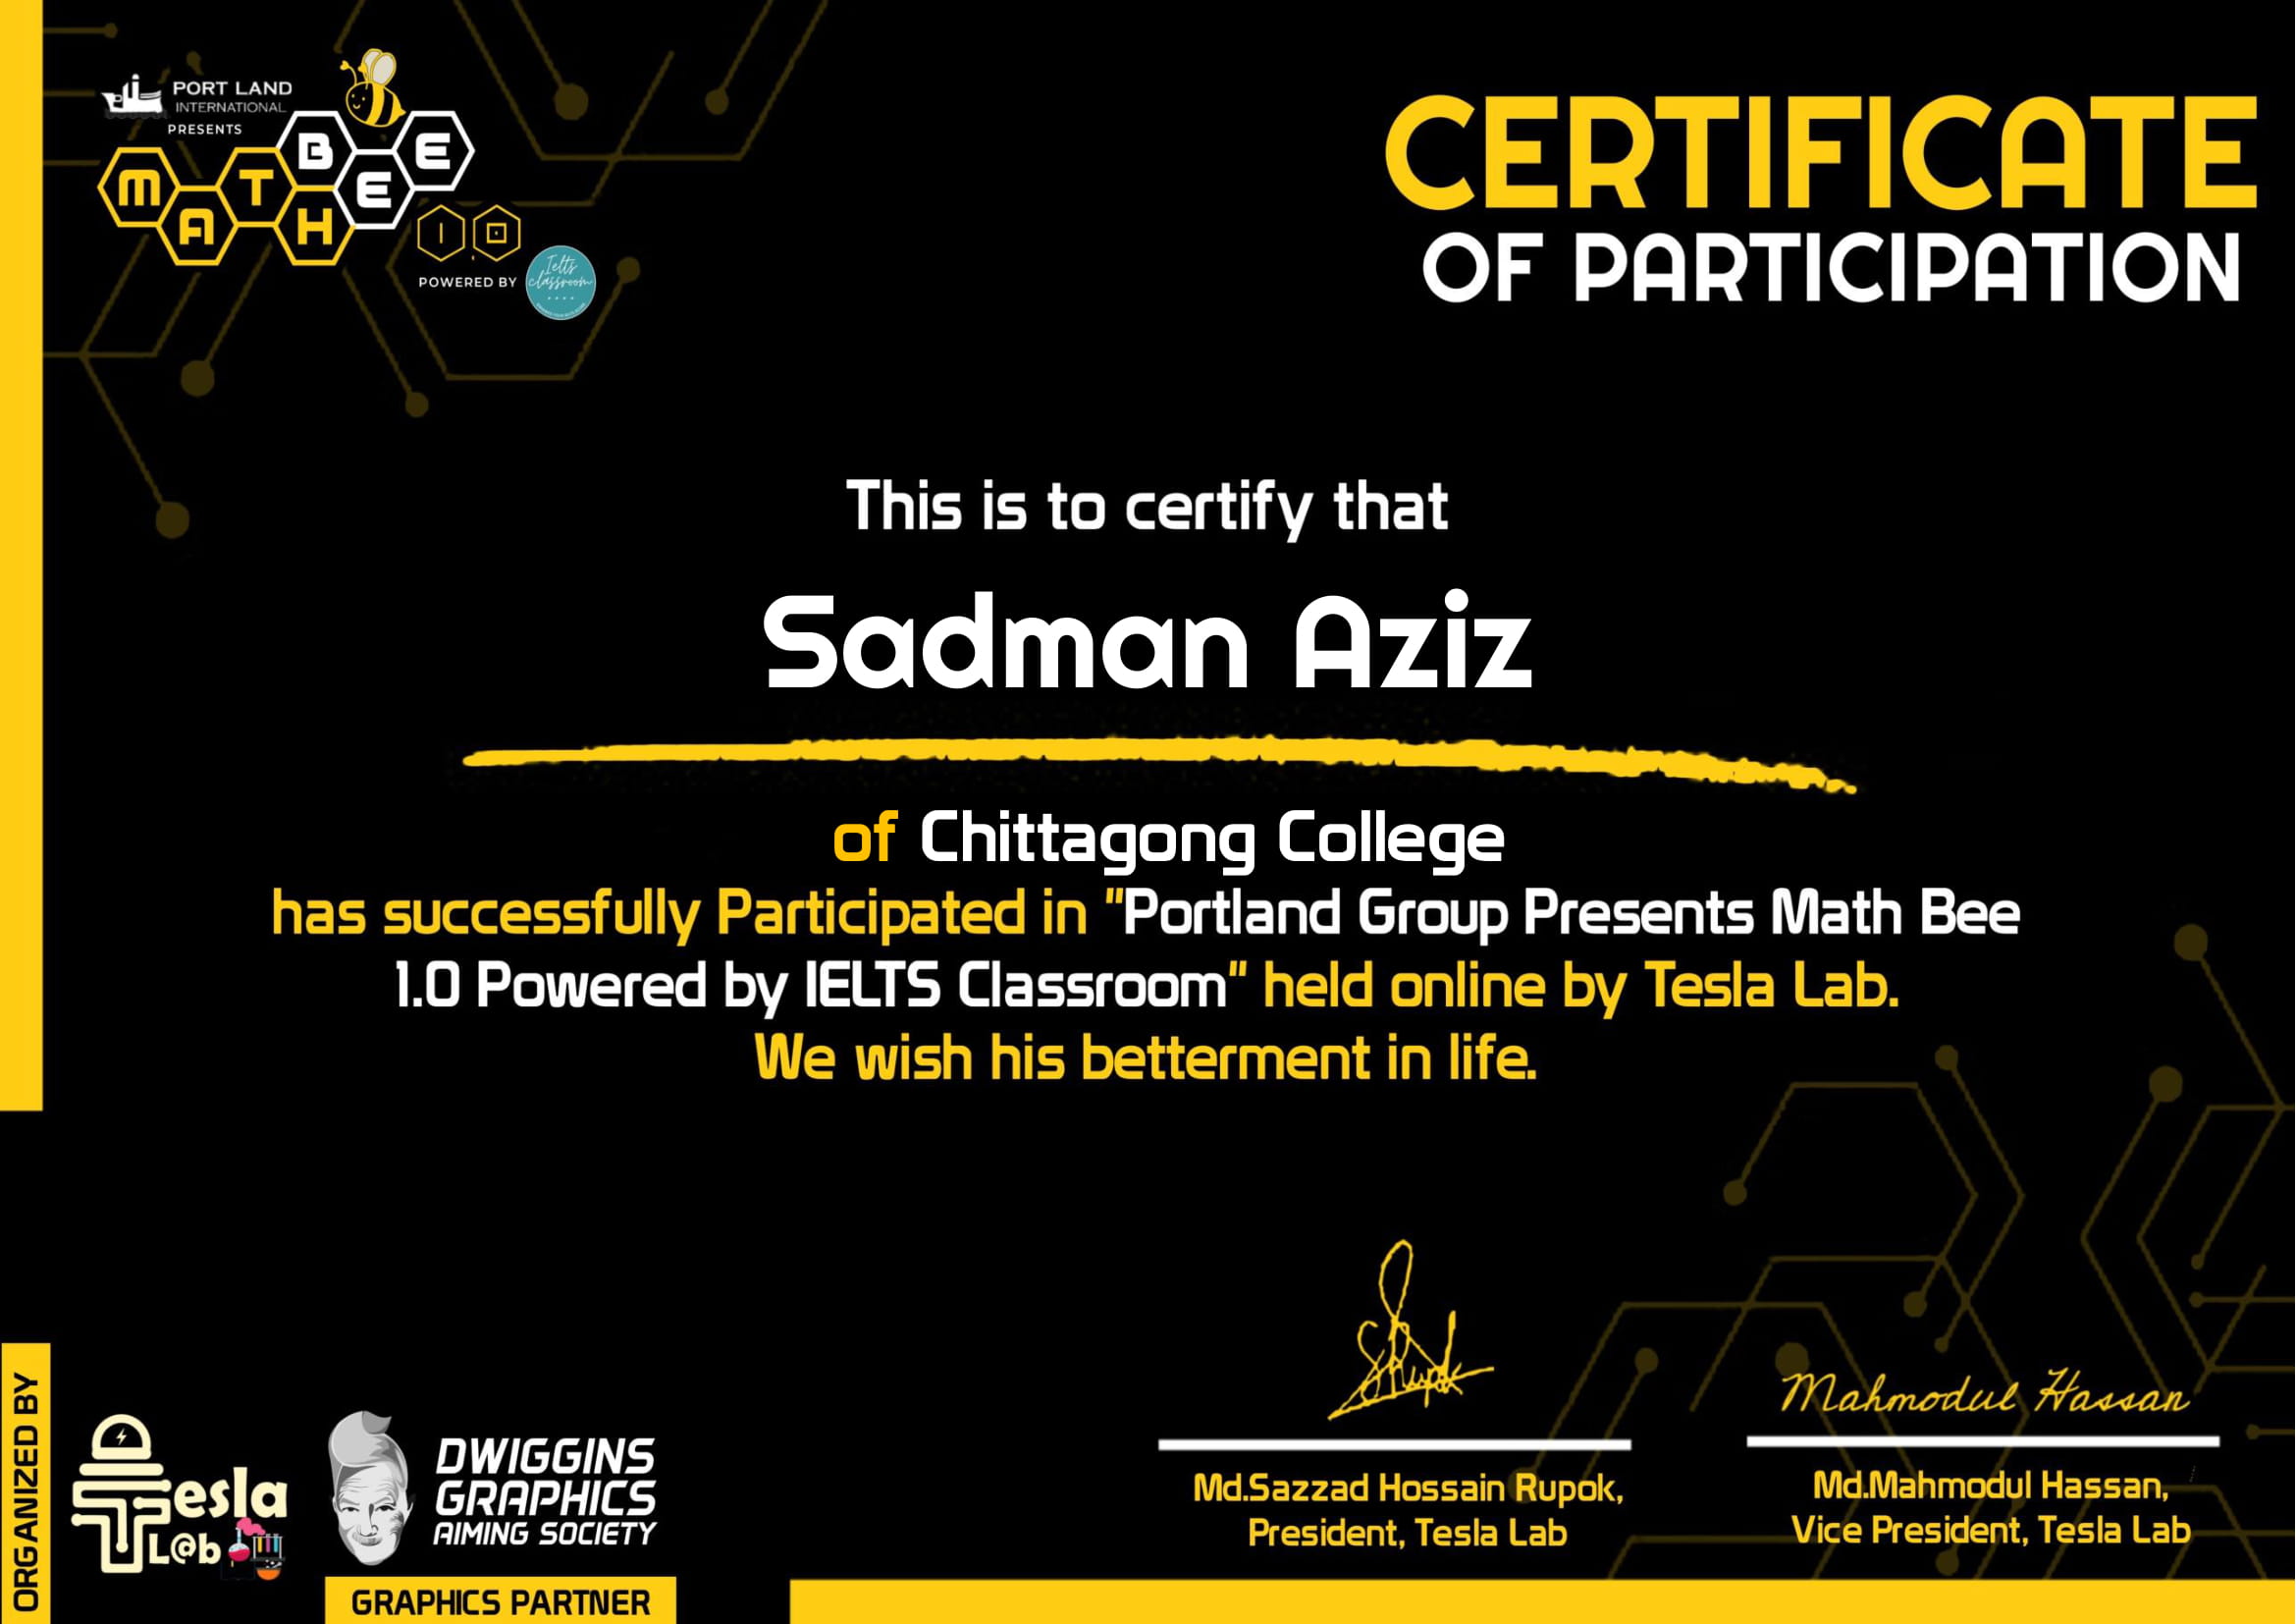 PORT LAND
INTERNATIONAL
PRESENTS
MATH BEE
1.0
POWERED BY
Ielts
classroom
CERTIFICATE
OF PARTICIPATION
This is to certify that
Sadman Aziz
of Chittagong College
has successfully Participated in "Portland Group Presents Math Bee
1.0 Powered by IELTS Classroom" held online by Tesla Lab.
We wish his betterment in life.
ORGANIZED BY
Tesla
L@b
DWIGGINS
GRAPHICS
AIMING SOCIETY
GRAPHICS PARTNER
SRupok
Md.Sazzad Hossain Rupok,
President, Tesla Lab
Mahmodul Hassan
Md.Mahmodul Hassan,
Vice President, Tesla Lab